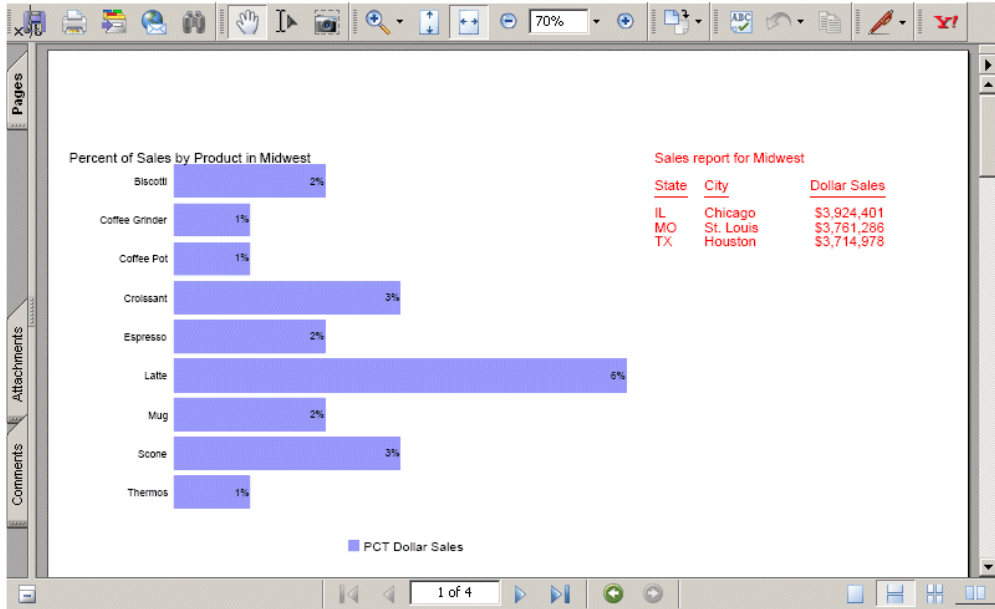 70%
ABC
Y!
Pages
Attachments
Comments
Percent of Sales by Product in Midwest
Biscotti 2%
Coffee Grinder 1%
Coffee Pot 1%
Croissant 3%
Espresso 2%
Latte 6%
Mug 2%
Scone 3%
Thermos 1%
PCT Dollar Sales
Sales report for Midwest
State City Dollar Sales
IL Chicago $3,924,401
MO St. Louis $3,761,286
TX Houston $3,714,978
1 of 4